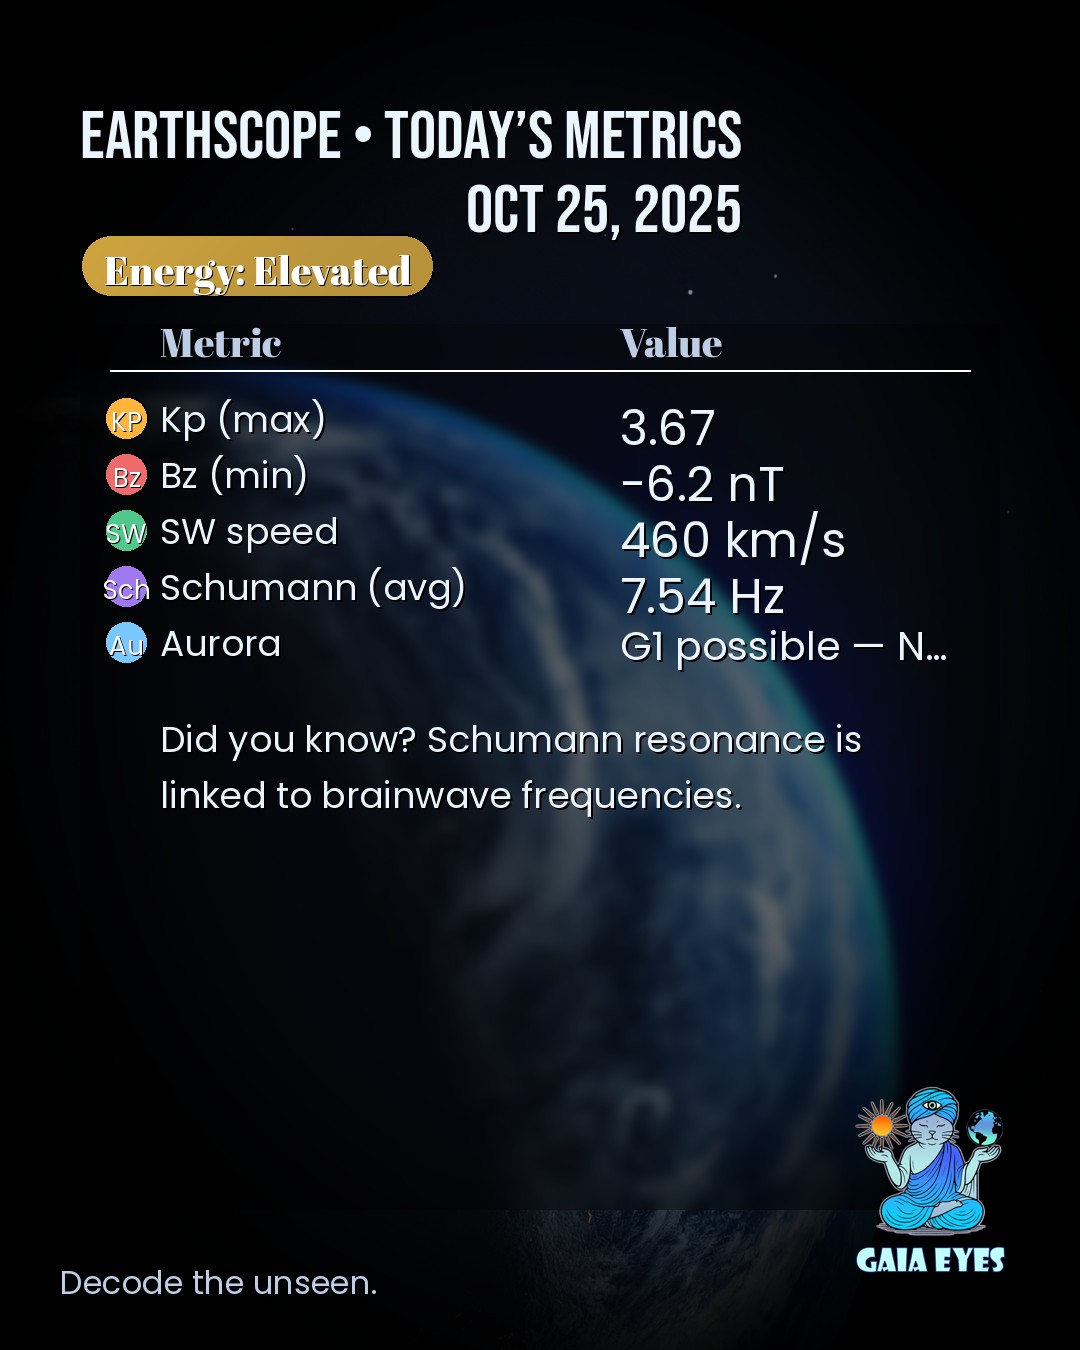 EARTHSCOPE • TODAY’S METRICS
OCT 25, 2025
Energy: Elevated
Metric Value
KP Kp (max) 3.67
Bz Bz (min) −6.2 nT
SW SW speed 460 km/s
Sch Schumann (avg) 7.54 Hz
Au Aurora G1 possible — N…
Did you know? Schumann resonance is
linked to brainwave frequencies.
GAIA EYES
Decode the unseen.